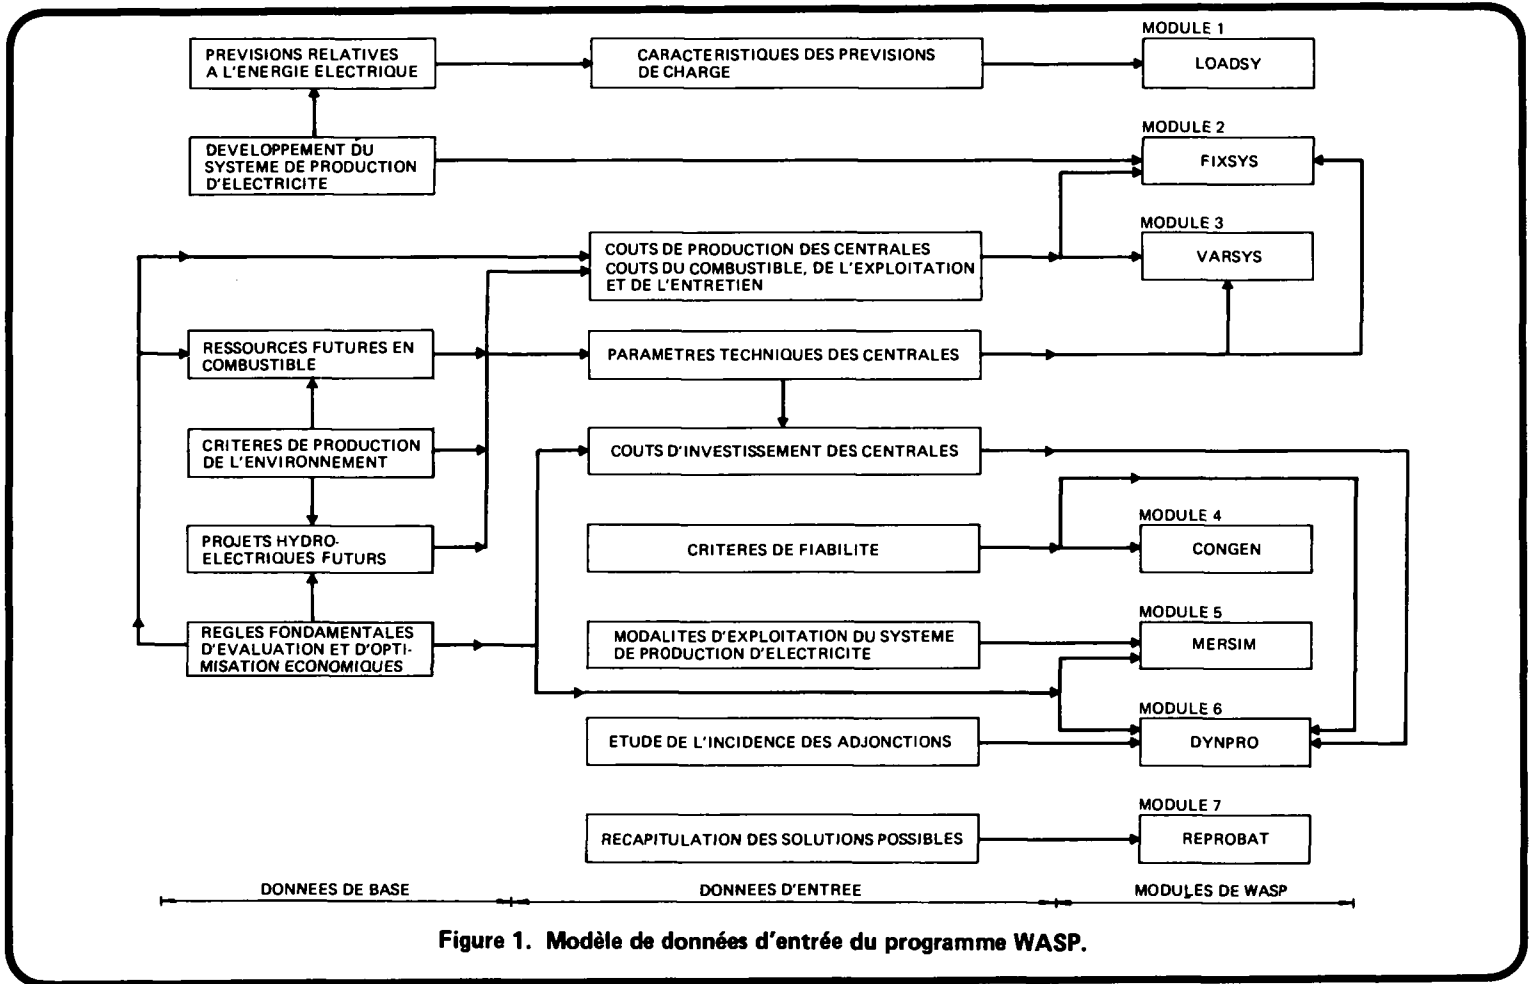 MODULE 1
PREVISIONS RELATIVES
A L'ENERGIE ELECTRIQUE
CARACTERISTIQUES DES PREVISIONS
DE CHARGE
LOADSY
MODULE 2
DEVELOPPEMENT DU
SYSTEME DE PRODUCTION
D'ELECTRICITE
FIXSYS
MODULE 3
COUTS DE PRODUCTION DES CENTRALES
COUTS DU COMBUSTIBLE, DE L'EXPLOITATION
ET DE L'ENTRETIEN
VARSYS
RESSOURCES FUTURES EN
COMBUSTIBLE
PARAMETRES TECHNIQUES DES CENTRALES
CRITERES DE PRODUCTION
DE L'ENVIRONNEMENT
COUTS D'INVESTISSEMENT DES CENTRALES
MODULE 4
PROJETS HYDRO-
ELECTRIQUES FUTURS
CRITERES DE FIABILITE
CONGEN
MODULE 5
REGLES FONDAMENTALES
D'EVALUATION ET D'OPTI-
MISATION ECONOMIQUES
MODALITES D'EXPLOITATION DU SYSTEME
DE PRODUCTION D'ELECTRICITE
MERSIM
MODULE 6
ETUDE DE L'INCIDENCE DES ADJONCTIONS
DYNPRO
MODULE 7
RECAPITULATION DES SOLUTIONS POSSIBLES
REPROBAT
DONNEES DE BASE
DONNEES D'ENTREE
MODULES DE WASP
Figure 1. Modèle de données d'entrée du programme WASP.